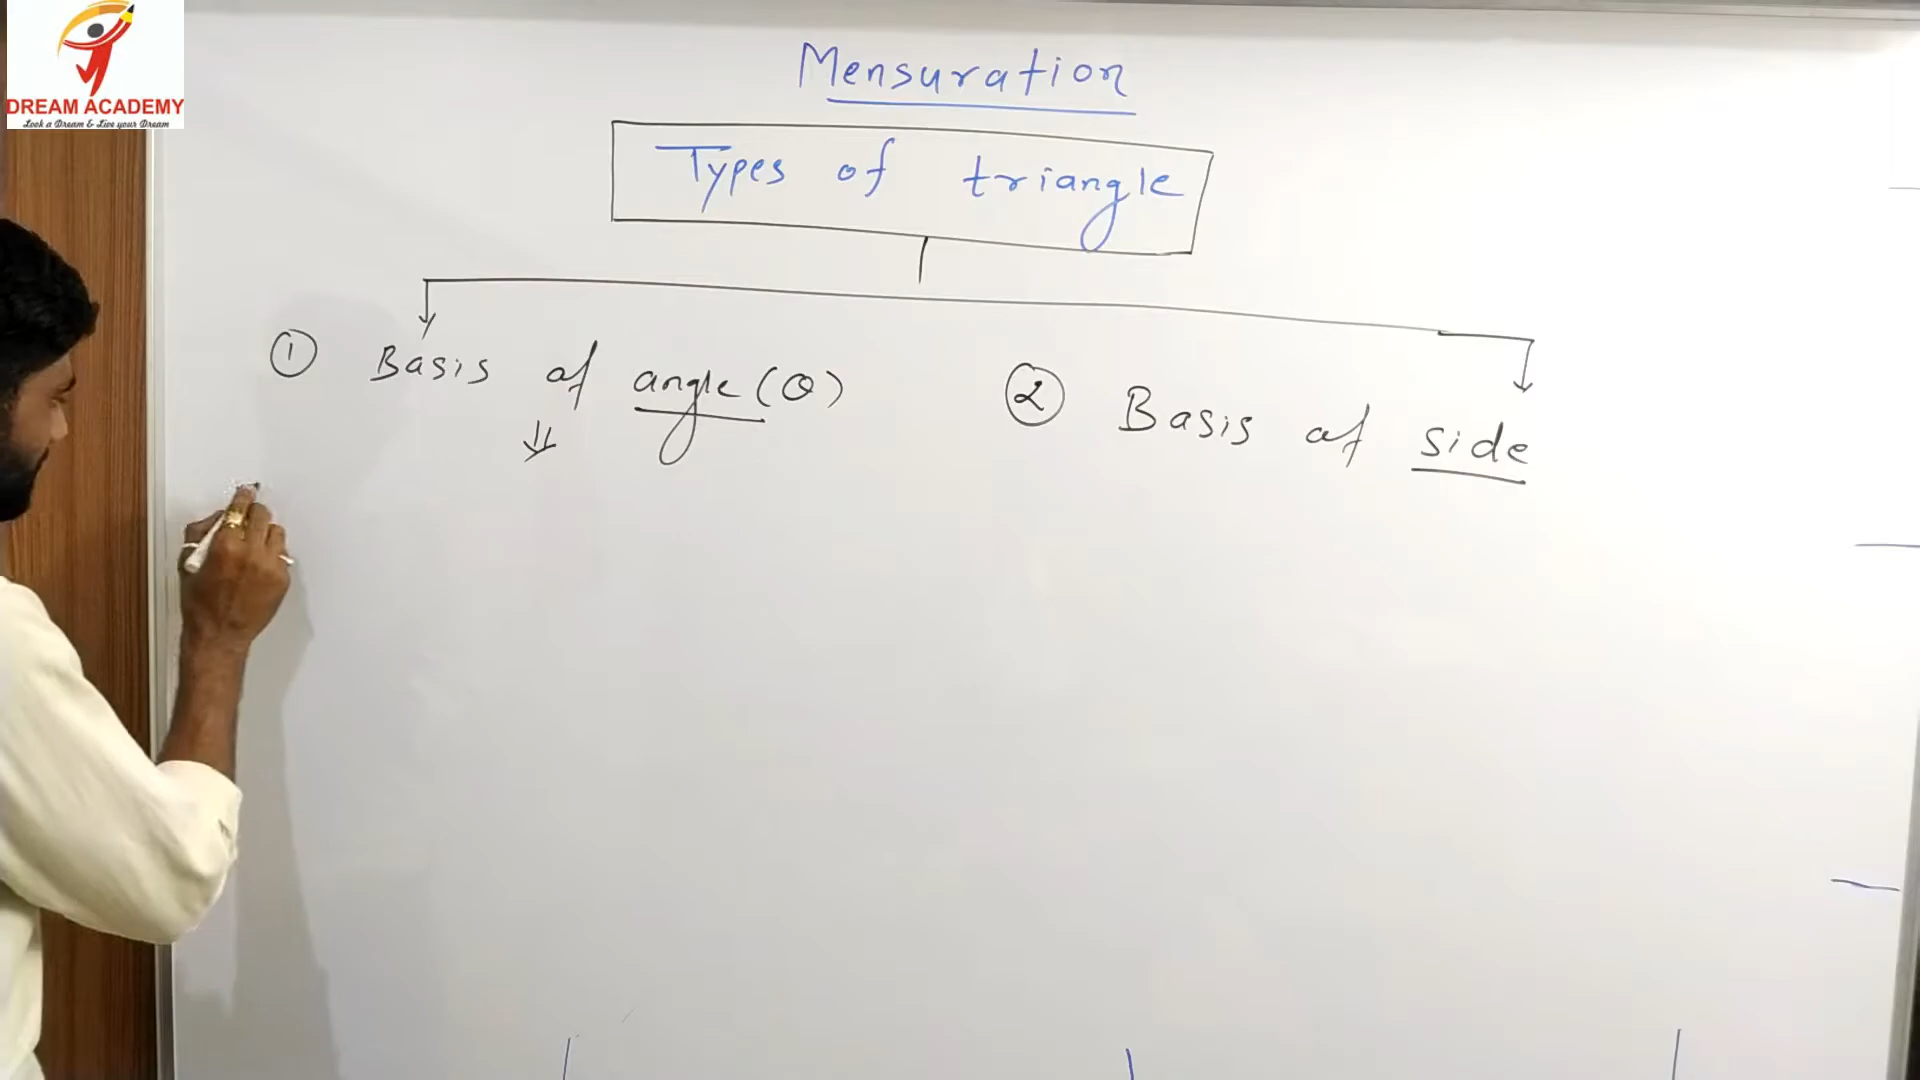 DREAM ACADEMY
Look a Dream & Live your Dream
Mensuration
Types of triangle
① Basis of angle (θ)
② Basis of side